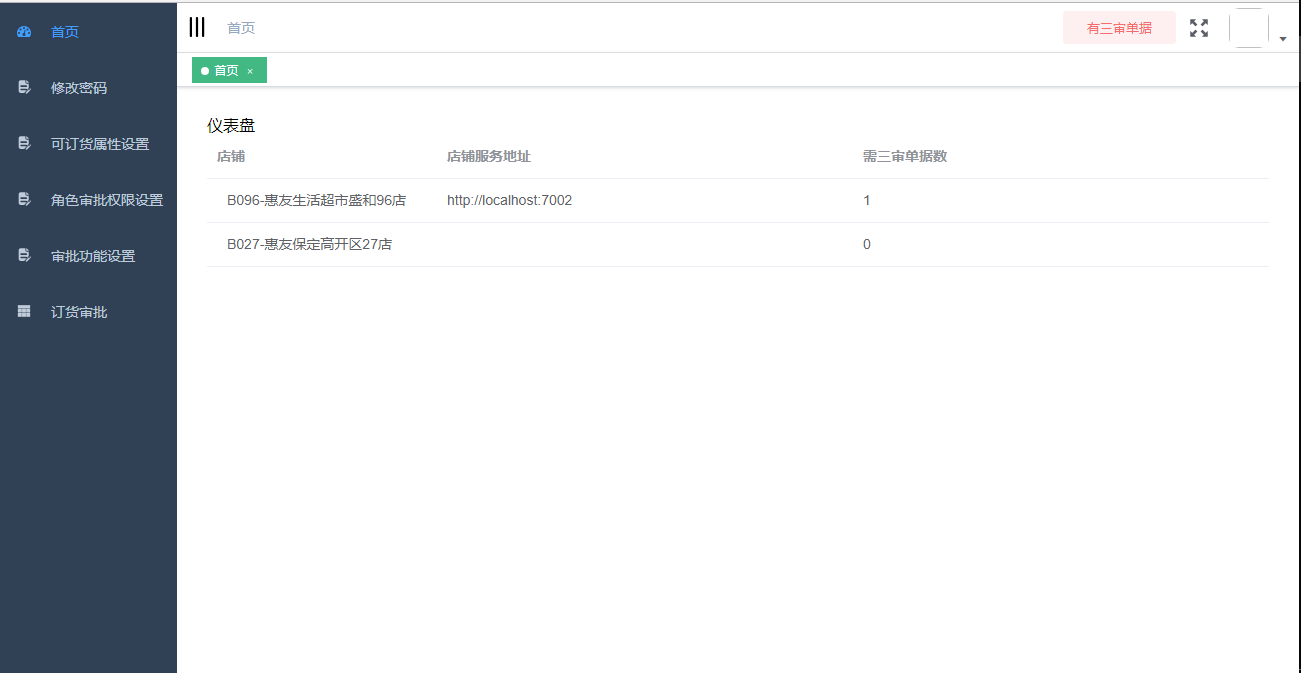 首页
修改密码
可订货属性设置
角色审批权限设置
审批功能设置
订货审批
首页
有三审单据
首页 ×
仪表盘
店铺 店铺服务地址 需三审单据数
B096-惠友生活超市盛和96店 http://localhost:7002 1
B027-惠友保定高开区27店 0